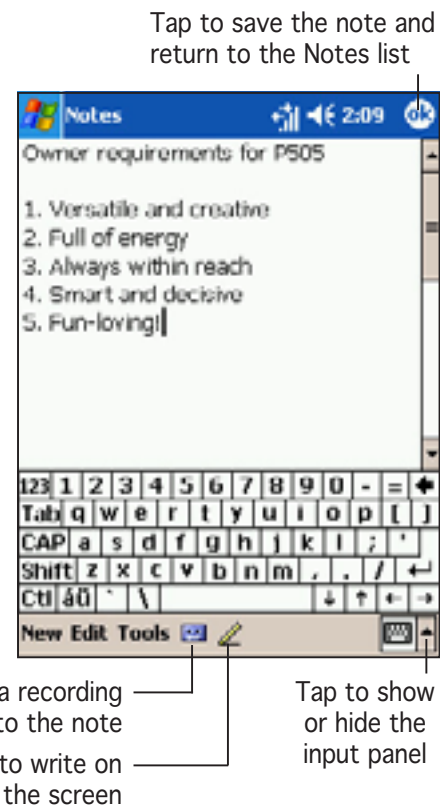 Tap to save the note and
return to the Notes list
Notes 2:09 ok
Owner requirements for P505
1. Versatile and creative
2. Full of energy
3. Always within reach
4. Smart and decisive
5. Fun-loving!
123 1 2 3 4 5 6 7 8 9 0 - =
Tab q w e r t y u i o p [ ]
CAP a s d f g h j k l ; '
Shift z x c v b n m , . /
Ctl áü ` \
New Edit Tools
a recording
to the note
to write on
the screen
Tap to show
or hide the
input panel